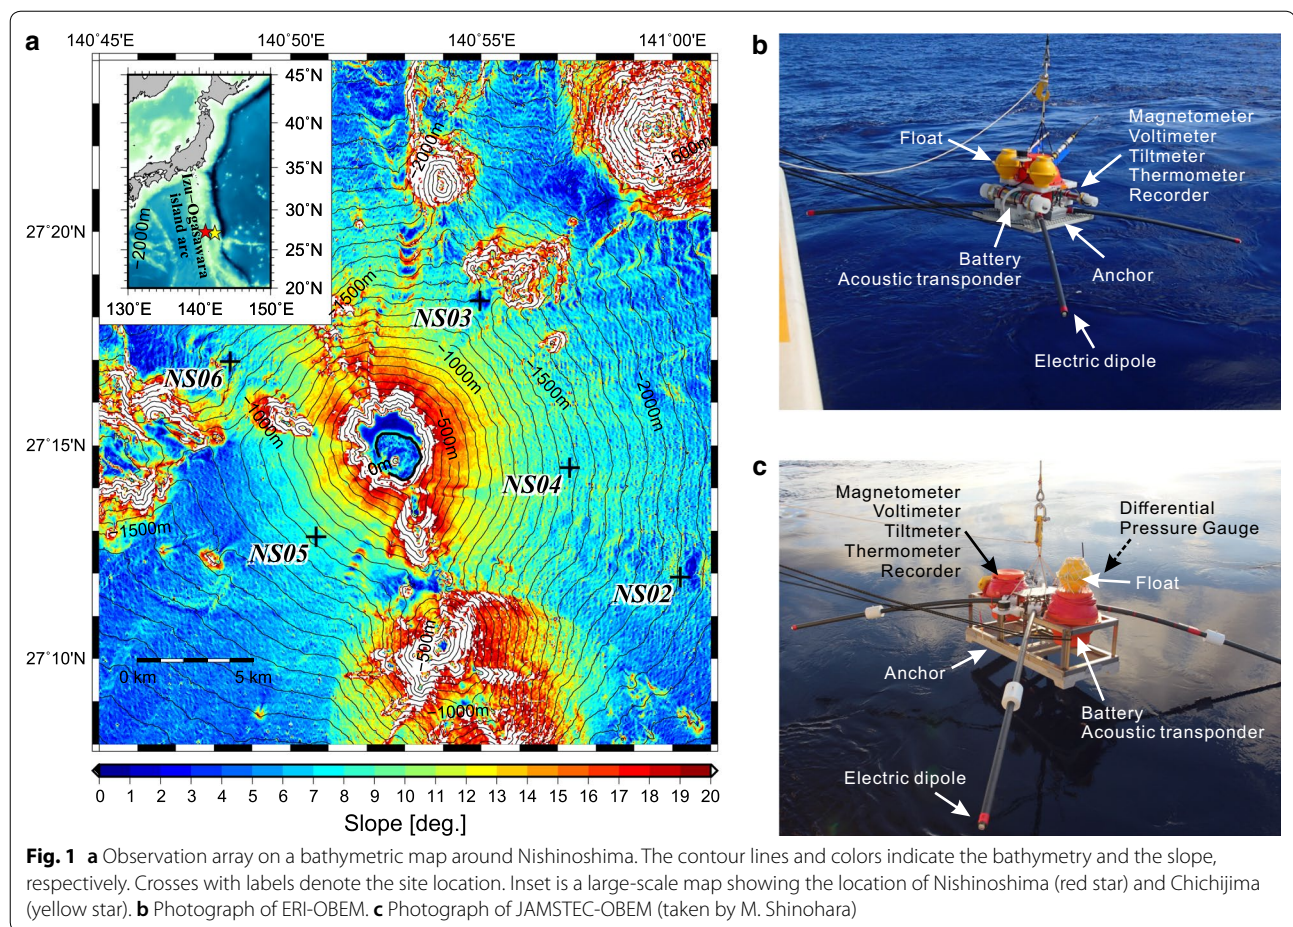 a
140°45'E
140°50'E
140°55'E
141°00'E
45°N
40°N
35°N
30°N
25°N
20°N
130°E
140°E
150°E
Izu–Ogasawara
island arc
−2000m
27°20'N
27°15'N
27°10'N
−2000m
−1500m
−1500m
NS03
−1000m
−1500m
−2000m
NS06
−1000m
−500m
0m
NS04
−1500m
NS05
NS02
−500m
−1000m
0 km
5 km
0 1 2 3 4 5 6 7 8 9 10 11 12 13 14 15 16 17 18 19 20
Slope [deg.]
b
Float
Magnetometer
Voltimeter
Tiltmeter
Thermometer
Recorder
Battery
Acoustic transponder
Anchor
Electric dipole
c
Magnetometer
Voltimeter
Tiltmeter
Thermometer
Recorder
Differential
Pressure Gauge
Float
Anchor
Battery
Acoustic transponder
Electric dipole
Fig. 1 a Observation array on a bathymetric map around Nishinoshima. The contour lines and colors indicate the bathymetry and the slope,
respectively. Crosses with labels denote the site location. Inset is a large-scale map showing the location of Nishinoshima (red star) and Chichijima
(yellow star). b Photograph of ERI-OBEM. c Photograph of JAMSTEC-OBEM (taken by M. Shinohara)